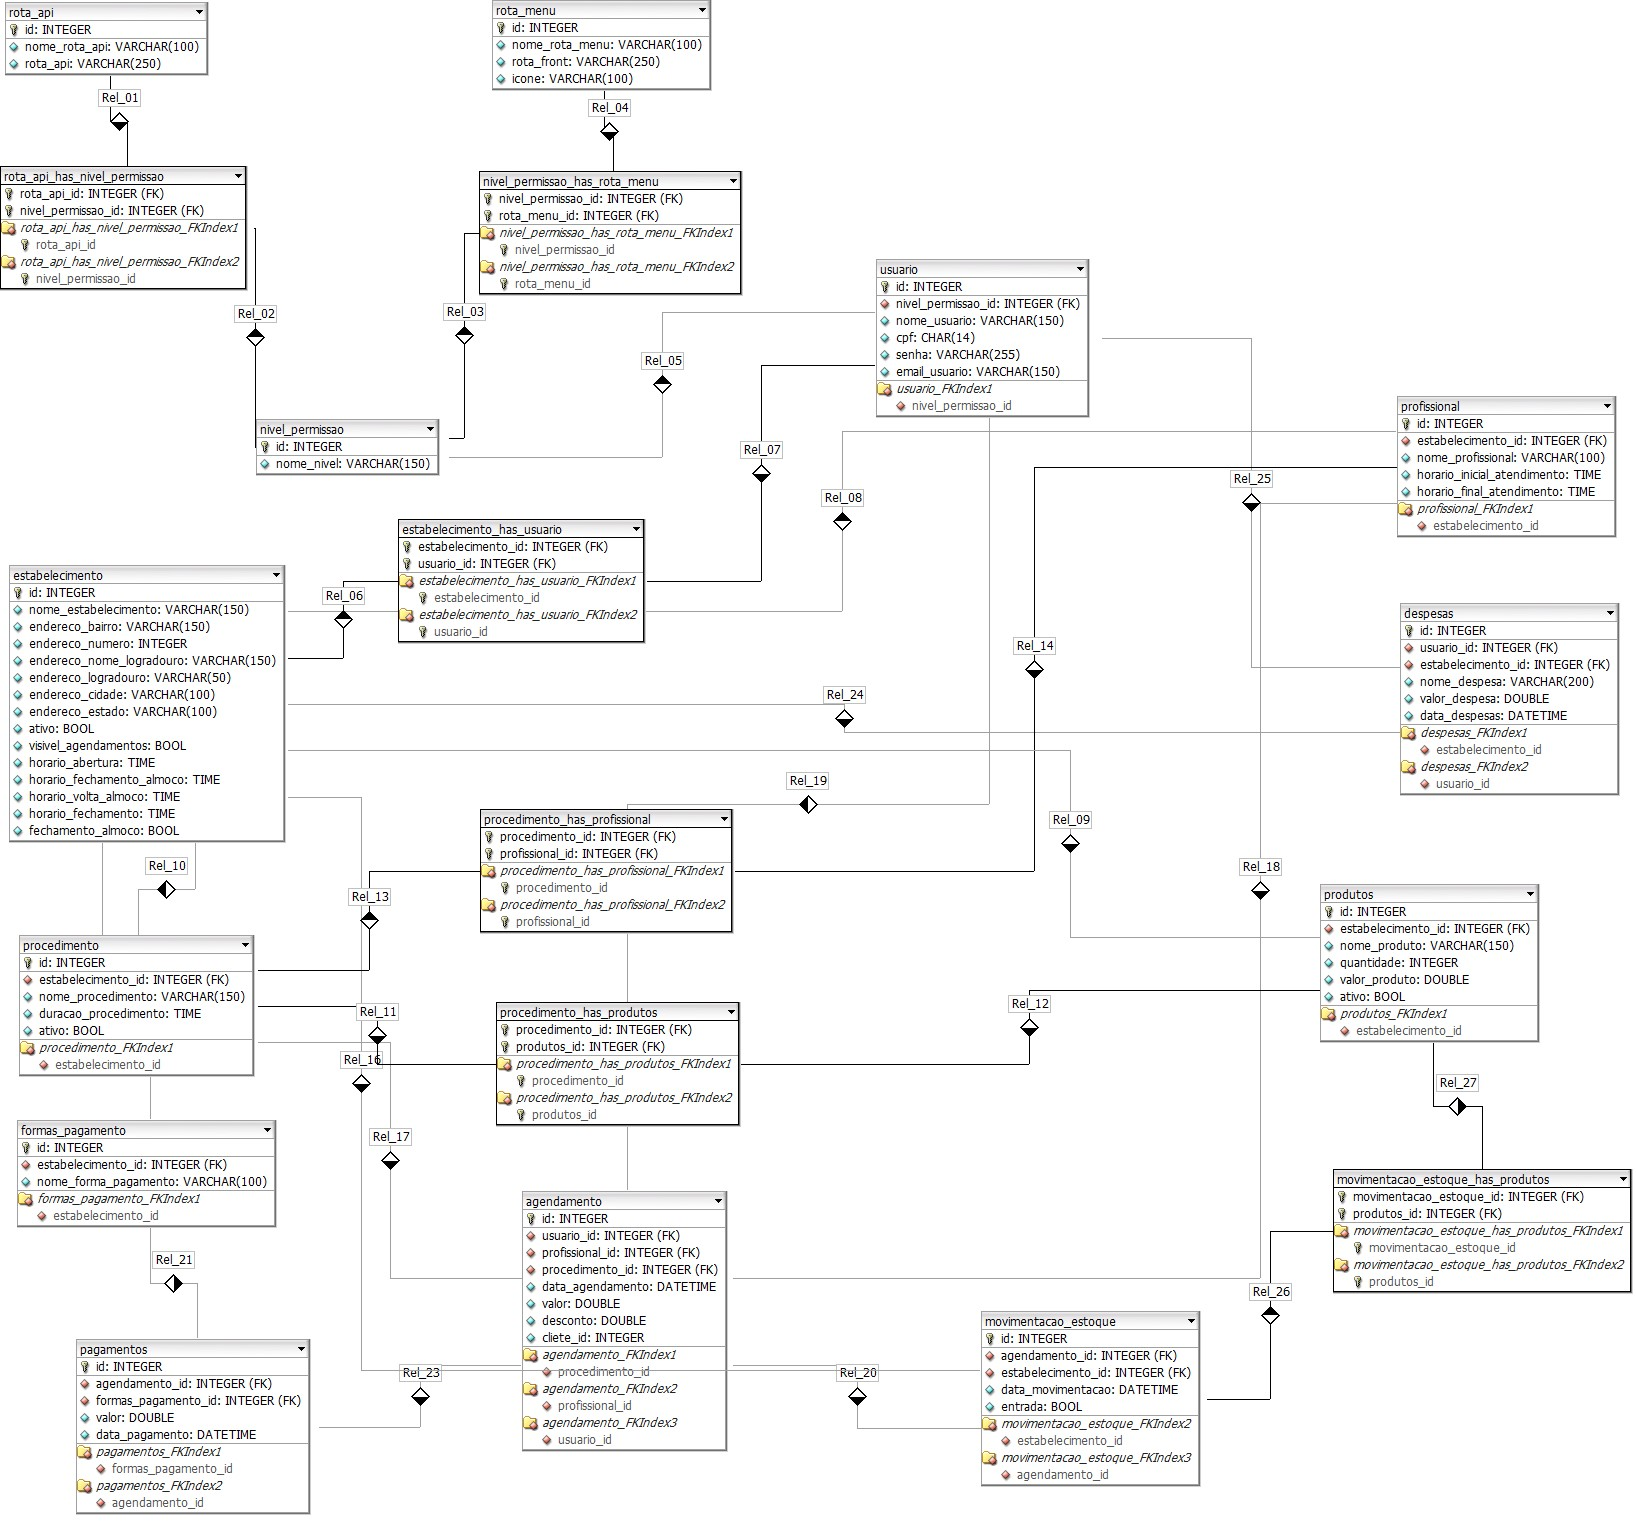 rota_api
id: INTEGER
nome_rota_api: VARCHAR(100)
rota_api: VARCHAR(250)
Rel_01
rota_menu
id: INTEGER
nome_rota_menu: VARCHAR(100)
rota_front: VARCHAR(250)
icone: VARCHAR(100)
Rel_04
rota_api_has_nivel_permissao
rota_api_id: INTEGER (FK)
nivel_permissao_id: INTEGER (FK)
rota_api_has_nivel_permissao_FKIndex1
rota_api_id
rota_api_has_nivel_permissao_FKIndex2
nivel_permissao_id
Rel_02
nivel_permissao_has_rota_menu
nivel_permissao_id: INTEGER (FK)
rota_menu_id: INTEGER (FK)
nivel_permissao_has_rota_menu_FKIndex1
nivel_permissao_id
nivel_permissao_has_rota_menu_FKIndex2
rota_menu_id
Rel_03
usuario
id: INTEGER
nivel_permissao_id: INTEGER (FK)
nome_usuario: VARCHAR(150)
cpf: CHAR(14)
senha: VARCHAR(255)
email_usuario: VARCHAR(150)
usuario_FKIndex1
nivel_permissao_id
Rel_05
nivel_permissao
id: INTEGER
nome_nivel: VARCHAR(150)
Rel_07
Rel_08
Rel_25
profissional
id: INTEGER
estabelecimento_id: INTEGER (FK)
nome_profissional: VARCHAR(100)
horario_inicial_atendimento: TIME
horario_final_atendimento: TIME
profissional_FKIndex1
estabelecimento_id
estabelecimento_has_usuario
estabelecimento_id: INTEGER (FK)
usuario_id: INTEGER (FK)
estabelecimento_has_usuario_FKIndex1
estabelecimento_id
estabelecimento_has_usuario_FKIndex2
usuario_id
Rel_06
estabelecimento
id: INTEGER
nome_estabelecimento: VARCHAR(150)
endereco_bairro: VARCHAR(150)
endereco_numero: INTEGER
endereco_nome_logradouro: VARCHAR(150)
endereco_logradouro: VARCHAR(50)
endereco_cidade: VARCHAR(100)
endereco_estado: VARCHAR(100)
ativo: BOOL
visivel_agendamentos: BOOL
horario_abertura: TIME
horario_fechamento_almoco: TIME
horario_volta_almoco: TIME
horario_fechamento: TIME
fechamento_almoco: BOOL
Rel_14
Rel_24
despesas
id: INTEGER
usuario_id: INTEGER (FK)
estabelecimento_id: INTEGER (FK)
nome_despesa: VARCHAR(200)
valor_despesa: DOUBLE
data_despesas: DATETIME
despesas_FKIndex1
estabelecimento_id
despesas_FKIndex2
usuario_id
Rel_19
Rel_09
Rel_18
Rel_10
Rel_13
procedimento_has_profissional
procedimento_id: INTEGER (FK)
profissional_id: INTEGER (FK)
procedimento_has_profissional_FKIndex1
procedimento_id
procedimento_has_profissional_FKIndex2
profissional_id
produtos
id: INTEGER
estabelecimento_id: INTEGER (FK)
nome_produto: VARCHAR(150)
quantidade: INTEGER
valor_produto: DOUBLE
ativo: BOOL
produtos_FKIndex1
estabelecimento_id
procedimento
id: INTEGER
estabelecimento_id: INTEGER (FK)
nome_procedimento: VARCHAR(150)
duracao_procedimento: TIME
ativo: BOOL
procedimento_FKIndex1
estabelecimento_id
Rel_11
Rel_16
Rel_12
procedimento_has_produtos
procedimento_id: INTEGER (FK)
produtos_id: INTEGER (FK)
procedimento_has_produtos_FKIndex1
procedimento_id
procedimento_has_produtos_FKIndex2
produtos_id
Rel_27
Rel_17
formas_pagamento
id: INTEGER
estabelecimento_id: INTEGER (FK)
nome_forma_pagamento: VARCHAR(100)
formas_pagamento_FKIndex1
estabelecimento_id
Rel_21
agendamento
id: INTEGER
usuario_id: INTEGER (FK)
profissional_id: INTEGER (FK)
procedimento_id: INTEGER (FK)
data_agendamento: DATETIME
valor: DOUBLE
desconto: DOUBLE
cliete_id: INTEGER
agendamento_FKIndex1
procedimento_id
agendamento_FKIndex2
profissional_id
agendamento_FKIndex3
usuario_id
movimentacao_estoque_has_produtos
movimentacao_estoque_id: INTEGER (FK)
produtos_id: INTEGER (FK)
movimentacao_estoque_has_produtos_FKIndex1
movimentacao_estoque_id
movimentacao_estoque_has_produtos_FKIndex2
produtos_id
Rel_26
pagamentos
id: INTEGER
agendamento_id: INTEGER (FK)
formas_pagamento_id: INTEGER (FK)
valor: DOUBLE
data_pagamento: DATETIME
pagamentos_FKIndex1
formas_pagamento_id
pagamentos_FKIndex2
agendamento_id
Rel_23
Rel_20
movimentacao_estoque
id: INTEGER
agendamento_id: INTEGER (FK)
estabelecimento_id: INTEGER (FK)
data_movimentacao: DATETIME
entrada: BOOL
movimentacao_estoque_FKIndex2
estabelecimento_id
movimentacao_estoque_FKIndex3
agendamento_id